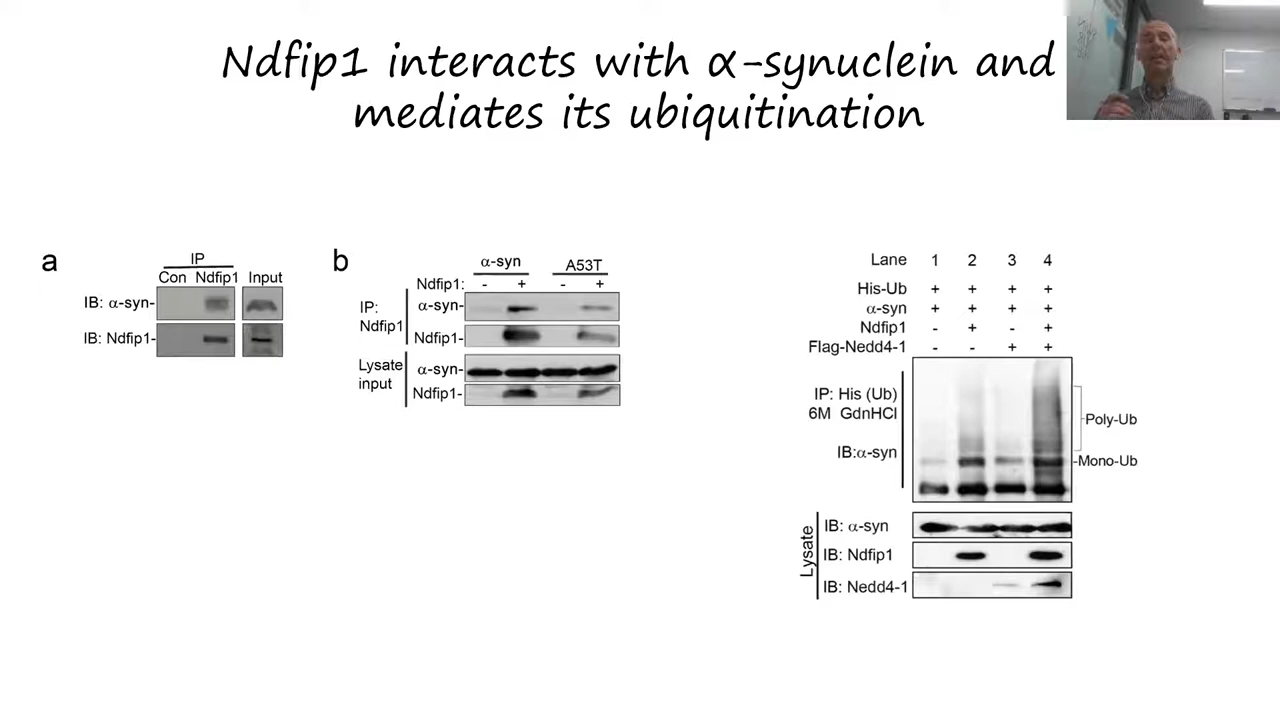 Ndfip1 interacts with α-synuclein and
mediates its ubiquitination
a
IP
Con Ndfip1 Input
IB: α-syn-
IB: Ndfip1-
b
α-syn A53T
Ndfip1: - + - +
IP:
Ndfip1
α-syn-
Ndfip1-
Lysate
input
α-syn-
Ndfip1-
Lane 1 2 3 4
His-Ub + + + +
α-syn + + + +
Ndfip1 - + - +
Flag-Nedd4-1 - - + +
IP: His (Ub)
6M GdnHCl
IB:α-syn
-Poly-Ub
-Mono-Ub
Lysate
IB: α-syn
IB: Ndfip1
IB: Nedd4-1